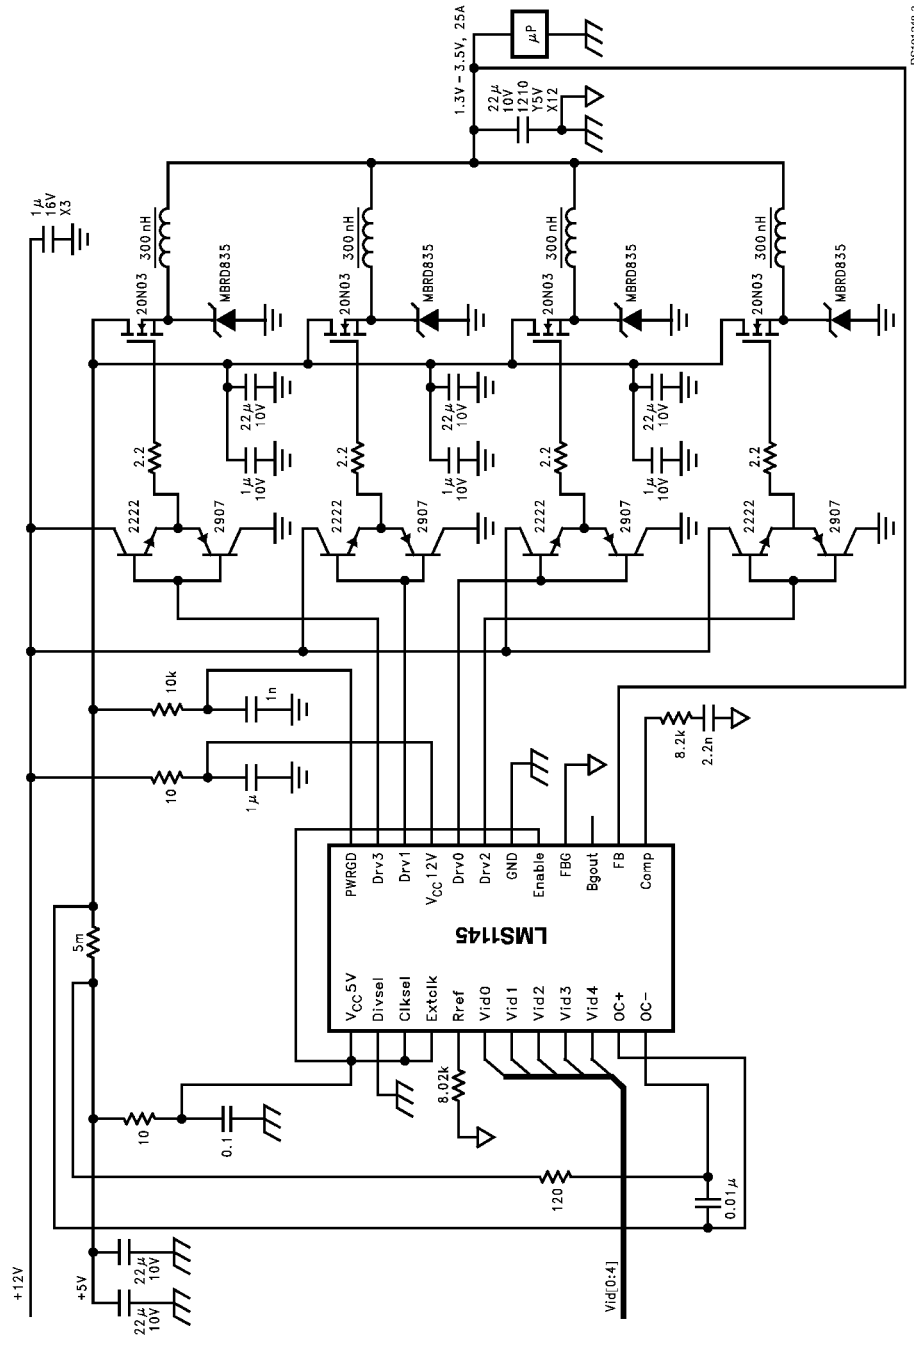 +12V
+5V
22μ
10V
22μ
10V
10
0.1
120
0.01μ
Vid[0:4]
8.02k
5m
VCC 5V
Divsel
Clksel
Extclk
Rref
Vid0
Vid1
Vid2
Vid3
Vid4
OC+
OC-
LMS1145
PWRGD
Drv3
Drv1
VCC 12V
Drv0
Drv2
GND
Enable
FBG
Bgout
FB
Comp
10
1μ
10k
1n
8.2k
2.2n
2222
2907
2222
2907
2222
2907
2222
2907
2.2
2.2
2.2
2.2
1μ
10V
22μ
10V
1μ
10V
22μ
10V
1μ
10V
22μ
10V
20N03
MBRD835
20N03
MBRD835
20N03
MBRD835
20N03
MBRD835
300 nH
300 nH
300 nH
300 nH
1μ
16V
X3
22μ
10V
1210
Y5V
X12
1.3V – 3.5V, 25A
μP